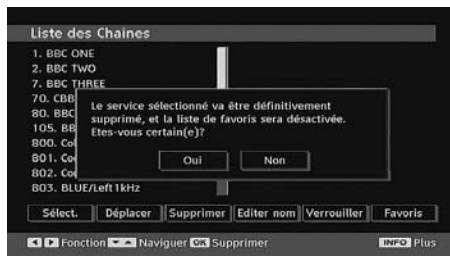 Liste des Chaines
1. BBC ONE
2. BBC TWO
7. BBC THREE
70. CBB
80. BBC
105. BB
800. Col
801. Co
802. Co
803. BLUE/Left1kHz
Le service sélectionné va être définitivement
supprimé, et la liste de favoris sera désactivée.
Etes-vous certain(e)?
Oui Non
Sélect. Déplacer Supprimer Editer nom Verrouiller Favoris
Fonction Naviguer OK Supprimer INFO Plus